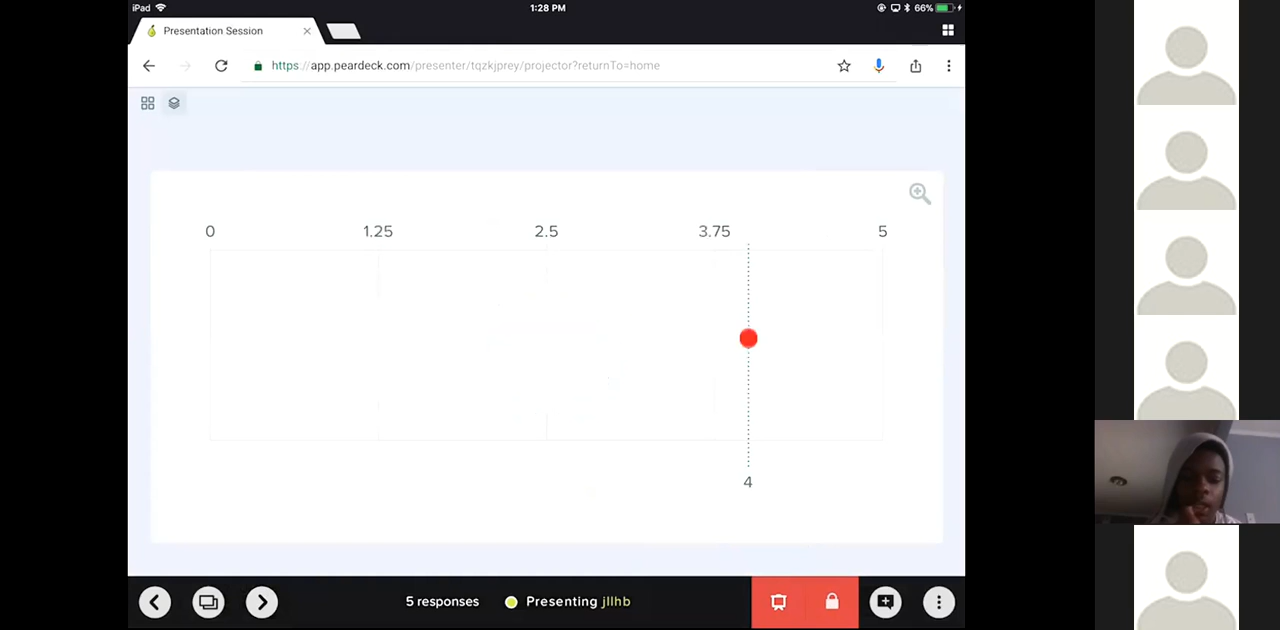 iPad 1:28 PM 66%
Presentation Session
https://app.peardeck.com/presenter/tqzkjprey/projector?returnTo=home
0 1.25 2.5 3.75 5
4
5 responses Presenting jllhb